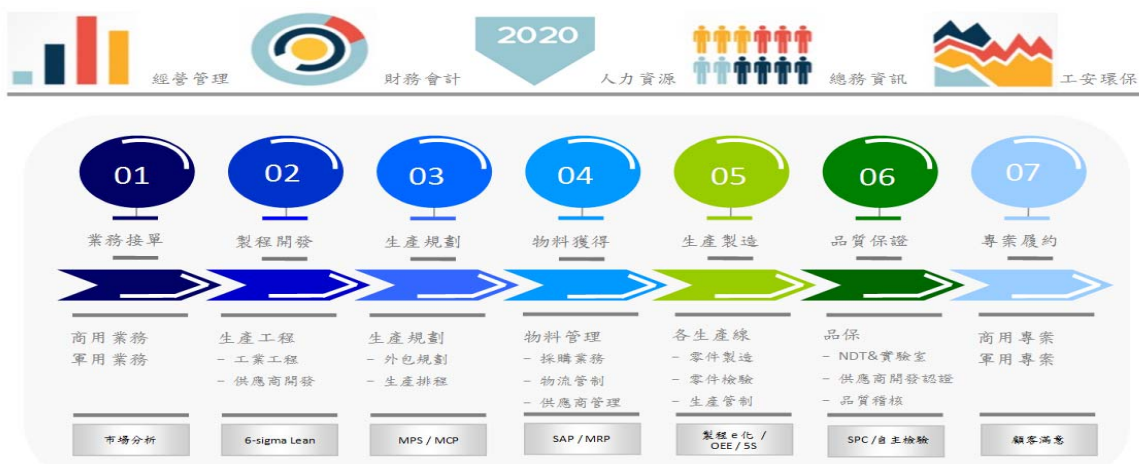 2020
經營管理
財務會計
人力資源
總務資訊
工安環保
01
02
03
04
05
06
07
業務接單
製程開發
生產規劃
物料獲得
生產製造
品質保證
專案履約
商用業務
軍用業務
生產工程
- 工業工程
- 供應商開發
生產規劃
- 外包規劃
- 生產排程
物料管理
- 採購業務
- 物流管制
- 供應商管理
各生產線
- 零件製造
- 零件檢驗
- 生產管制
品保
- NDT&實驗室
- 供應商開發認證
- 品質稽核
商用專案
軍用專案
市場分析
6-sigma Lean
MPS / MCP
SAP / MRP
製程e化 /
OEE / 5S
SPC /自主檢驗
顧客滿意